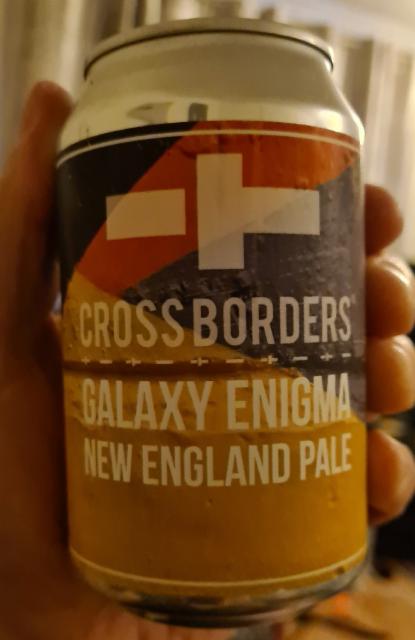 CROSS BORDERS
GALAXY ENIGMA
NEW ENGLAND PALE